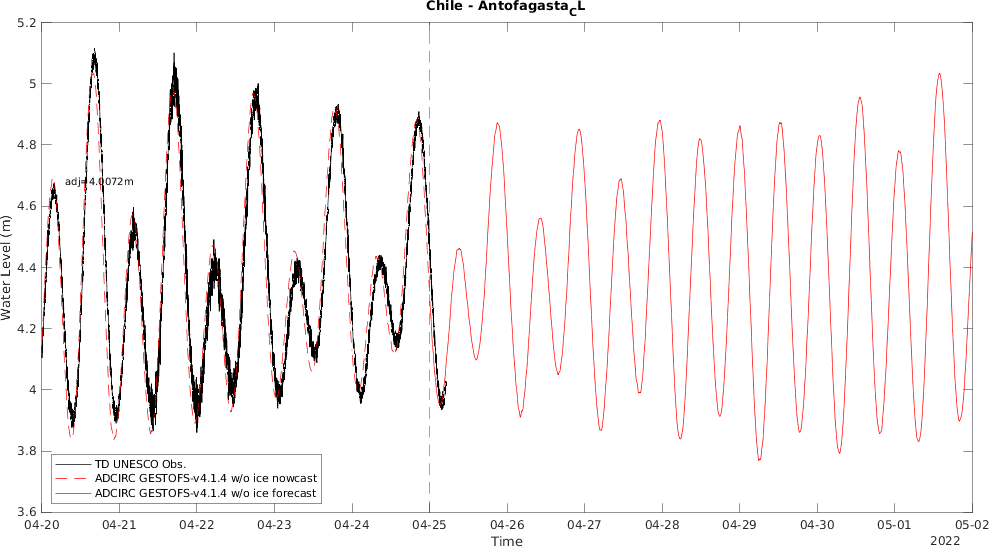 Chile - Antofagasta_CL
5.2
5
4.8
4.6
4.4
4.2
4
3.8
3.6
Water Level (m)
adj=4.0072m
TD UNESCO Obs.
ADCIRC GESTOFS-v4.1.4 w/o ice nowcast
ADCIRC GESTOFS-v4.1.4 w/o ice forecast
04-20 04-21 04-22 04-23 04-24 04-25 04-26 04-27 04-28 04-29 04-30 05-01 05-02
Time
2022